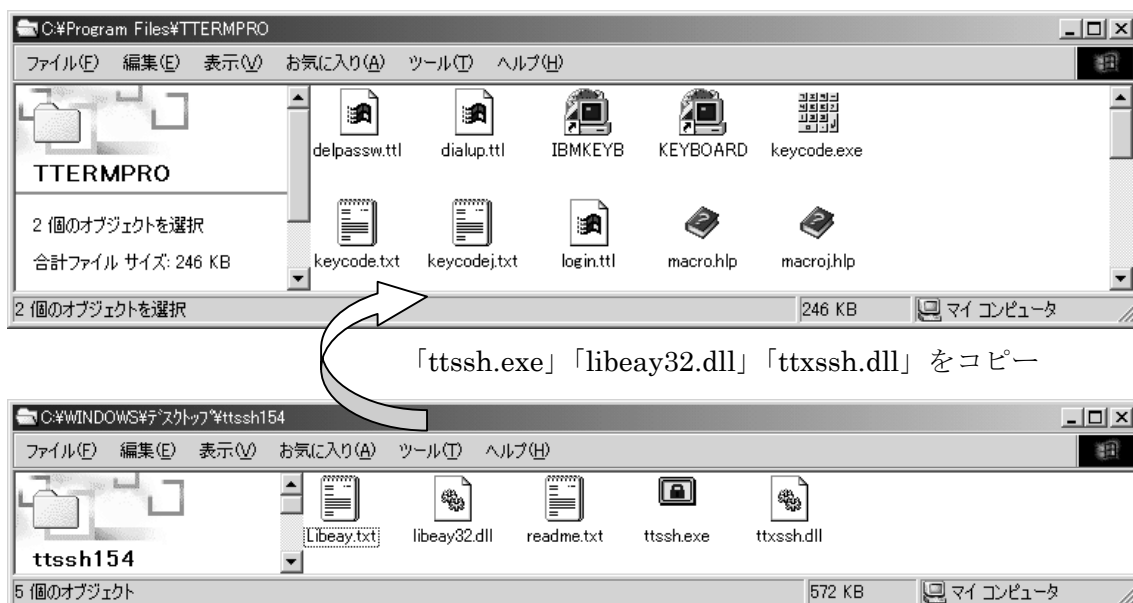 C:¥Program Files¥TTERMPRO
ファイル(F) 編集(E) 表示(V) お気に入り(A) ツール(T) ヘルプ(H)
TTERMPRO
2 個のオブジェクトを選択
合計ファイル サイズ: 246 KB
delpassw.ttl dialup.ttl IBMKEYB KEYBOARD keycode.exe
keycode.txt keycodej.txt login.ttl macro.hlp macroj.hlp
2 個のオブジェクトを選択 246 KB マイ コンピュータ
「ttssh.exe」「libeay32.dll」「ttxssh.dll」をコピー
C:¥WINDOWS¥ﾃﾞｽｸﾄｯﾌﾟ¥ttssh154
ファイル(F) 編集(E) 表示(V) お気に入り(A) ツール(T) ヘルプ(H)
ttssh154
Libeay.txt libeay32.dll readme.txt ttssh.exe ttxssh.dll
5 個のオブジェクト 572 KB マイ コンピュータ